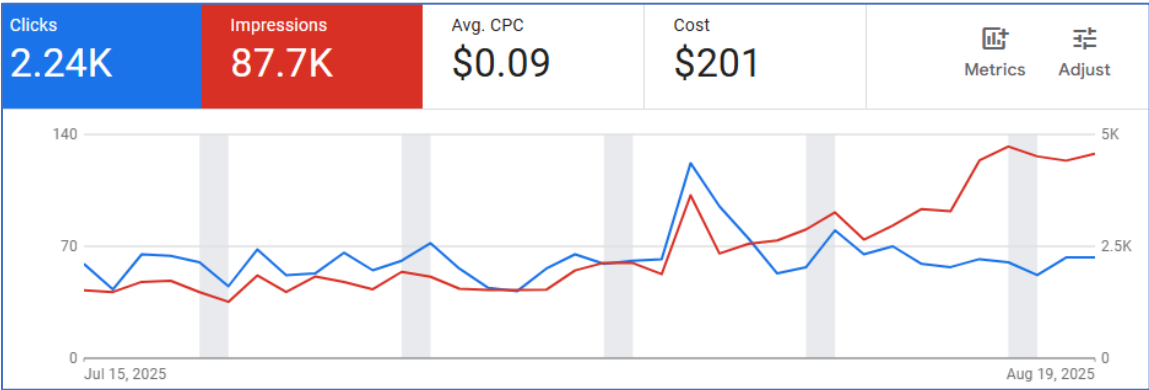 Clicks
2.24K
Impressions
87.7K
Avg. CPC
$0.09
Cost
$201
Metrics
Adjust
140
5K
70
2.5K
0
0
Jul 15, 2025
Aug 19, 2025